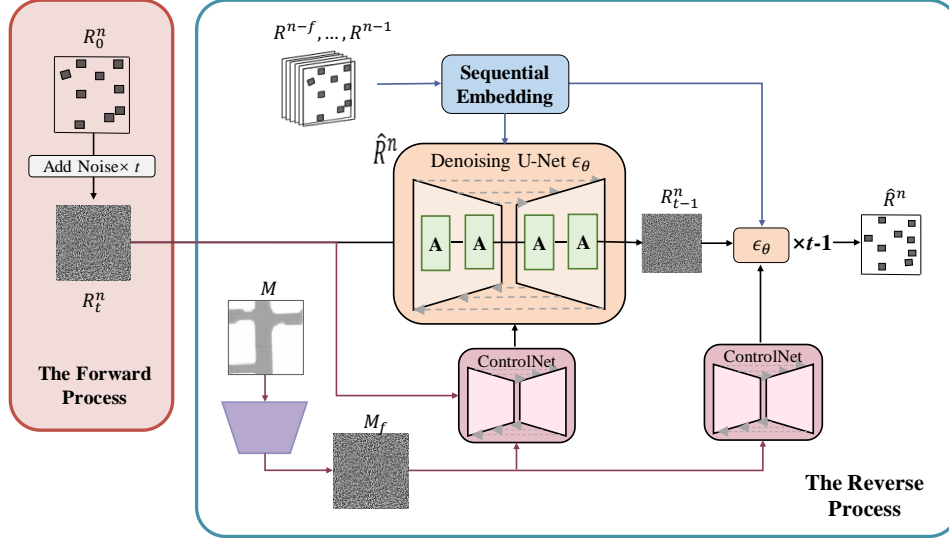 R_0^n
Add Noise× t
R_t^n
The Forward
Process
R^{n-f}, ..., R^{n-1}
Sequential
Embedding
R̂^n
Denoising U-Net ϵ_θ
A A A A
R_{t-1}^n
ϵ_θ ×t-1
R̂^n
M
ControlNet
ControlNet
M_f
The Reverse
Process